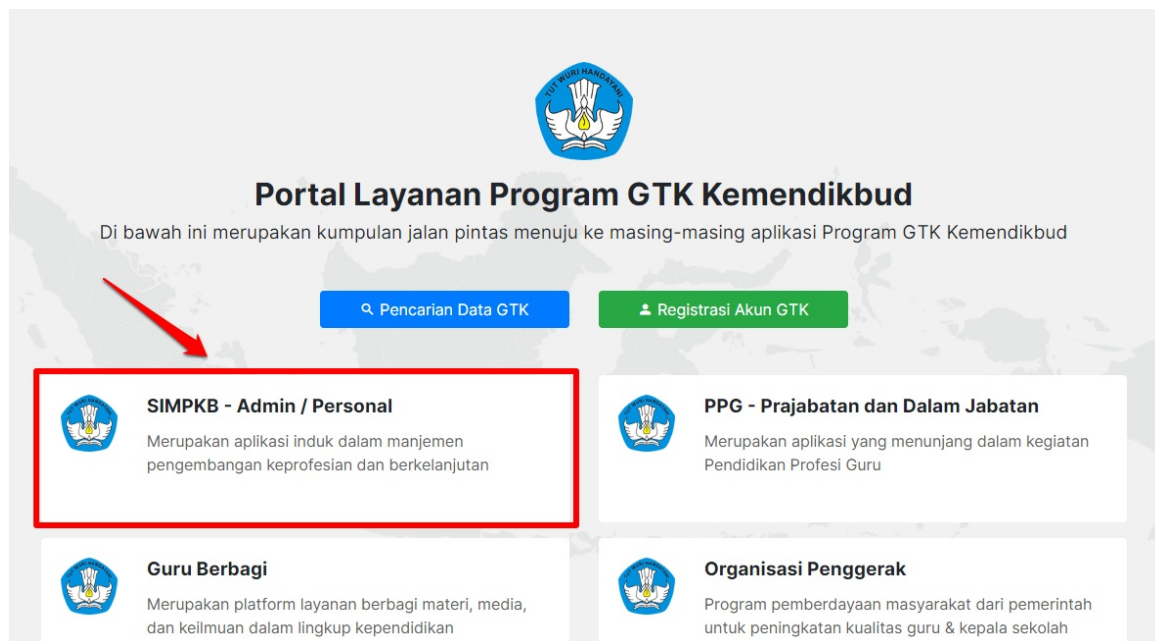 TUT WURI HANDAYANI
Portal Layanan Program GTK Kemendikbud
Di bawah ini merupakan kumpulan jalan pintas menuju ke masing-masing aplikasi Program GTK Kemendikbud
Pencarian Data GTK
Registrasi Akun GTK
SIMPKB - Admin / Personal
Merupakan aplikasi induk dalam manjemen
pengembangan keprofesian dan berkelanjutan
PPG - Prajabatan dan Dalam Jabatan
Merupakan aplikasi yang menunjang dalam kegiatan
Pendidikan Profesi Guru
Guru Berbagi
Merupakan platform layanan berbagi materi, media,
dan keilmuan dalam lingkup kependidikan
Organisasi Penggerak
Program pemberdayaan masyarakat dari pemerintah
untuk peningkatan kualitas guru & kepala sekolah